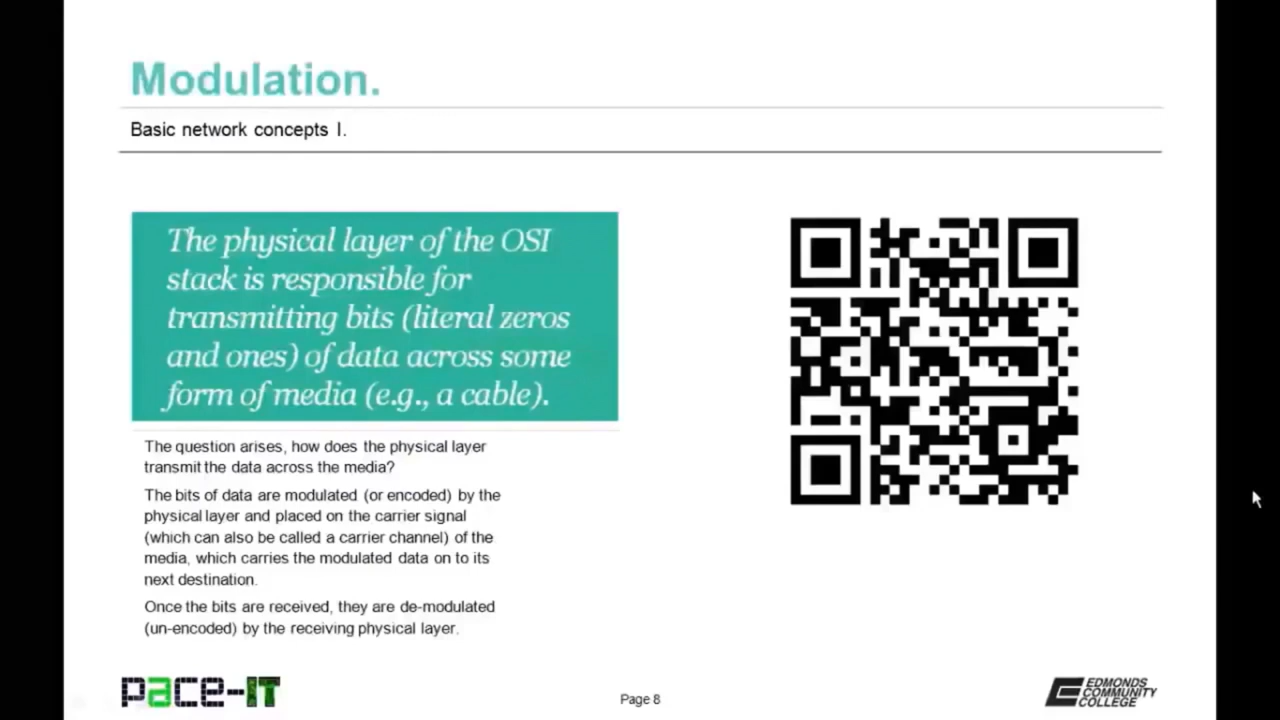 Modulation.
Basic network concepts I.
The physical layer of the OSI
stack is responsible for
transmitting bits (literal zeros
and ones) of data across some
form of media (e.g., a cable).
The question arises, how does the physical layer
transmit the data across the media?
The bits of data are modulated (or encoded) by the
physical layer and placed on the carrier signal
(which can also be called a carrier channel) of the
media, which carries the modulated data on to its
next destination.
Once the bits are received, they are de-modulated
(un-encoded) by the receiving physical layer.
pace-IT
Page 8
EDMONDS
COMMUNITY
COLLEGE